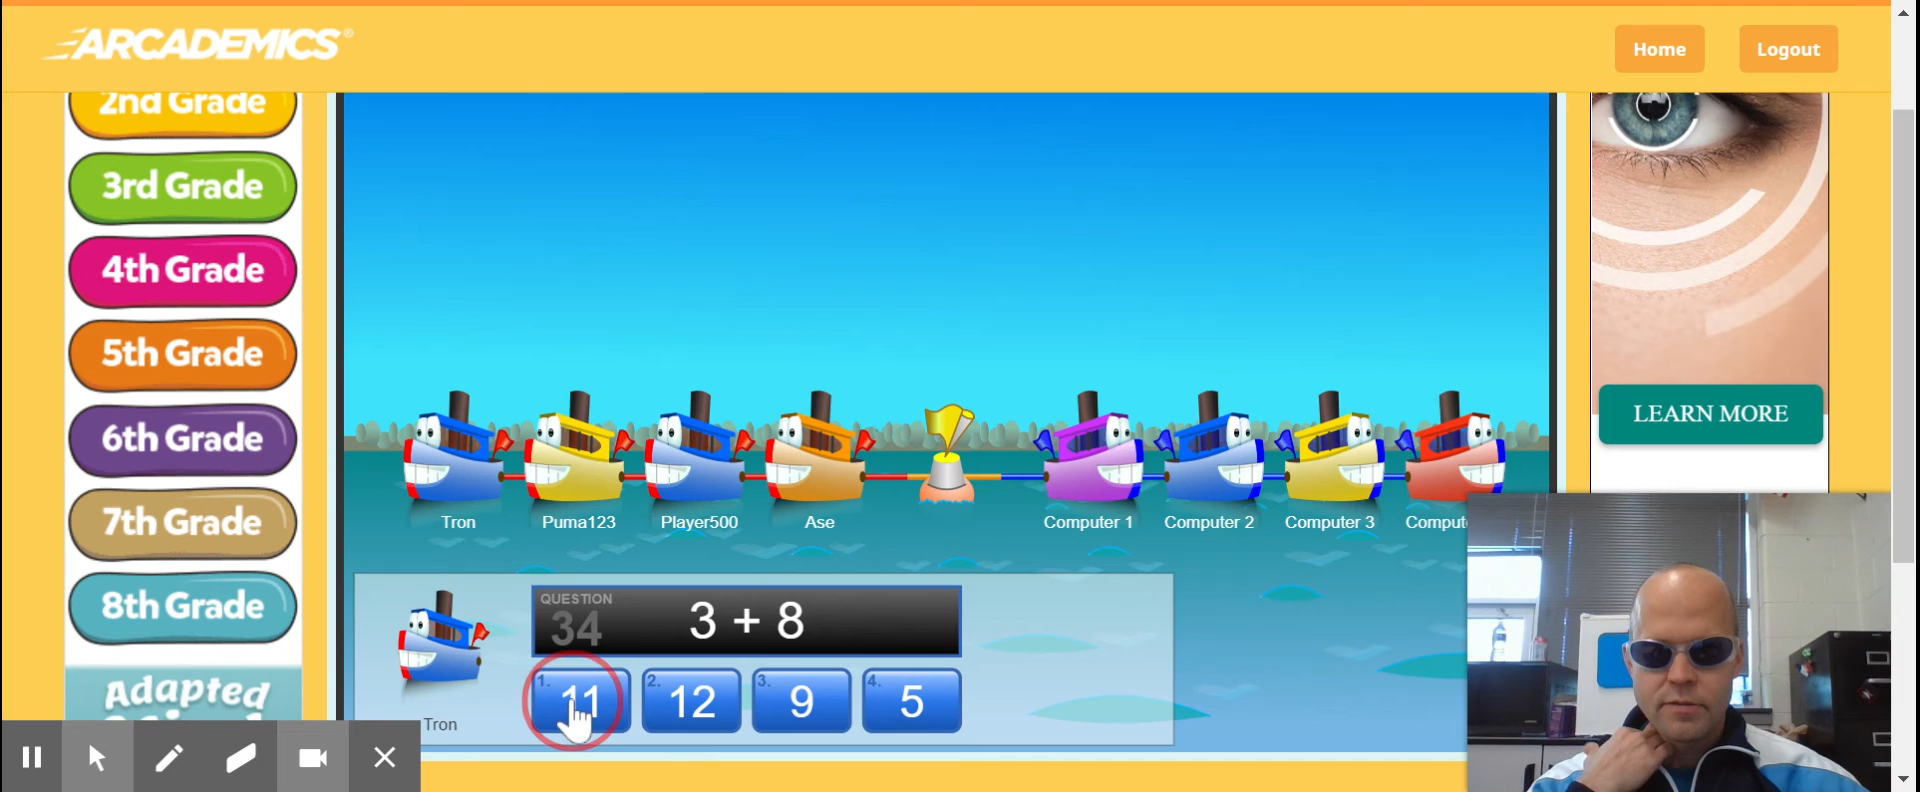 ARCADEMICS®
Home
Logout
2nd Grade
3rd Grade
4th Grade
5th Grade
6th Grade
7th Grade
8th Grade
Adapted
LEARN MORE
Tron
Puma123
Player500
Ase
Computer 1
Computer 2
Computer 3
QUESTION
34
3 + 8
1. 11
2. 12
3. 9
4. 5
Tron